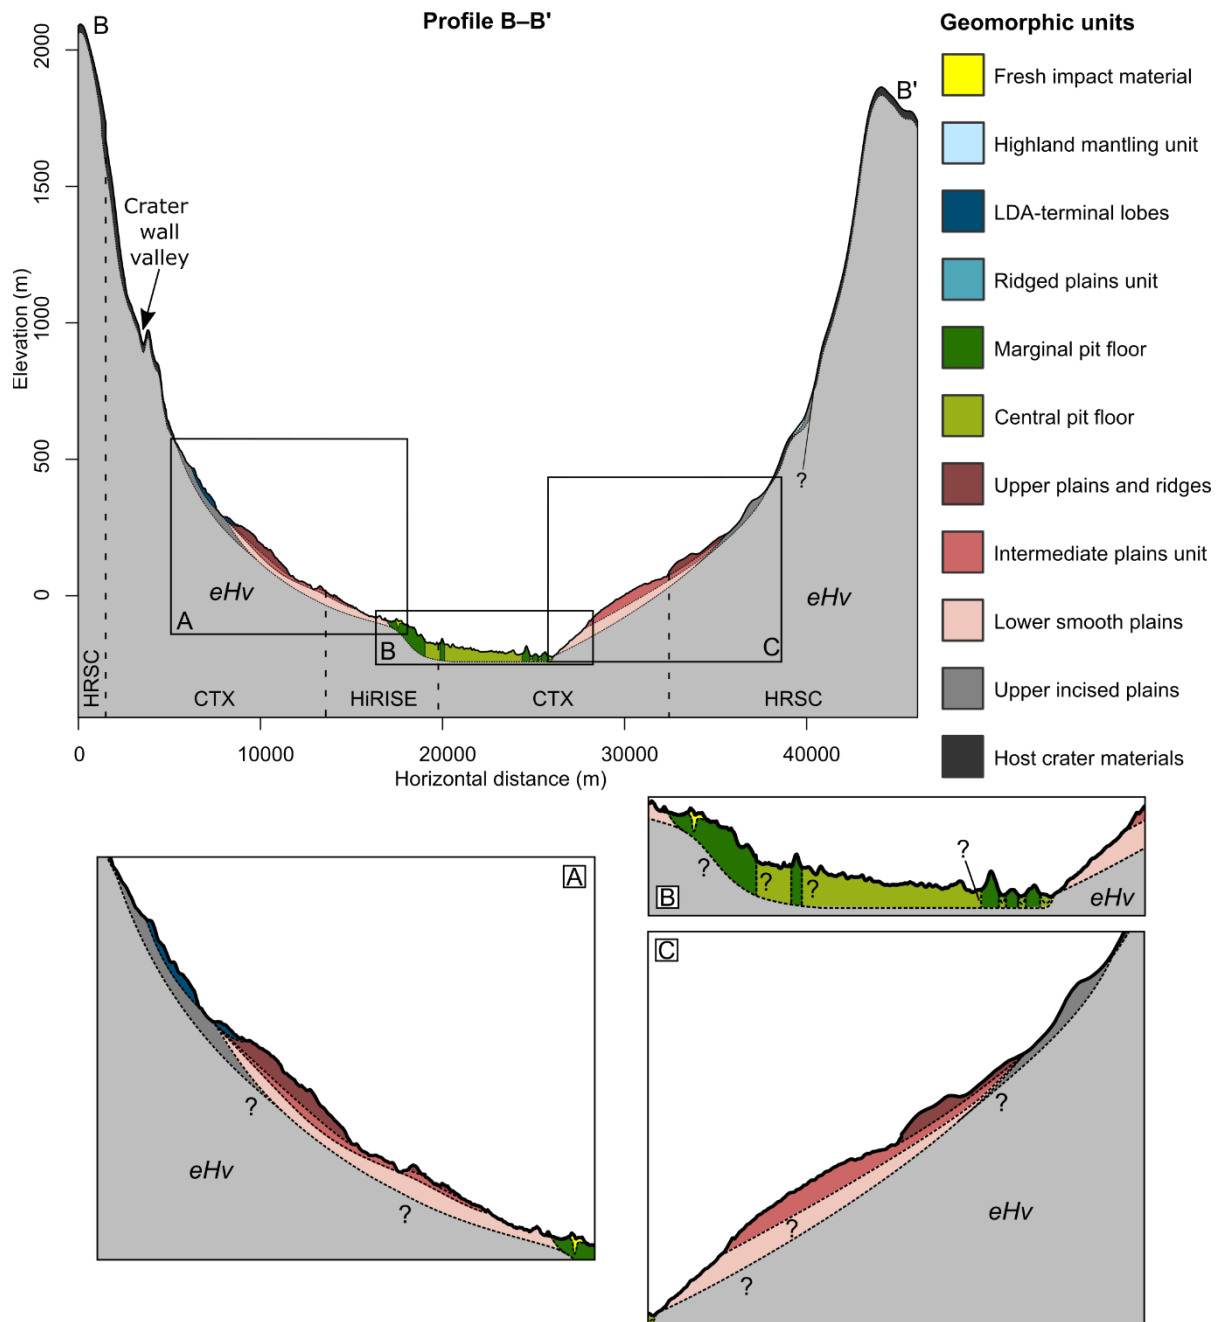 Profile B–B'
B
B'
Elevation (m)
2000
1500
1000
500
0
Crater
wall
valley
?
eHv
eHv
A
B
C
HRSC
CTX
HiRISE
CTX
HRSC
0
10000
20000
30000
40000
Horizontal distance (m)
Geomorphic units
Fresh impact material
Highland mantling unit
LDA-terminal lobes
Ridged plains unit
Marginal pit floor
Central pit floor
Upper plains and ridges
Intermediate plains unit
Lower smooth plains
Upper incised plains
Host crater materials
A
?
eHv
?
?
?
?
?
B
eHv
C
?
eHv
?
?